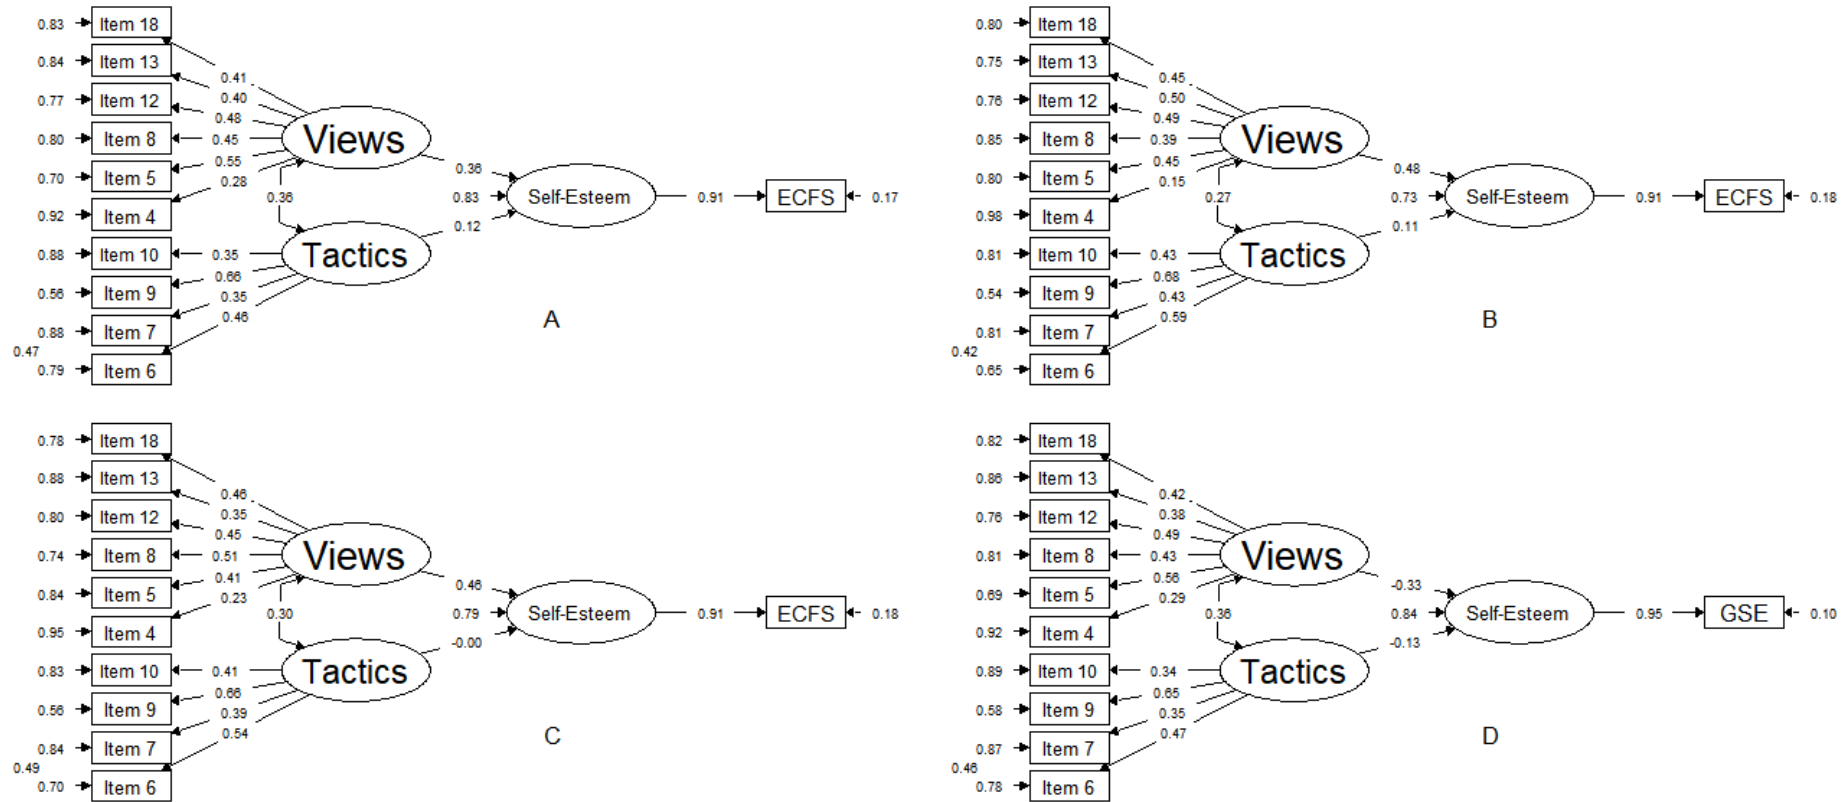 0.83 Item 18
0.84 Item 13
0.41
0.77 Item 12
0.40
0.48
0.80 Item 8
0.45
Views
0.55
0.36
0.70 Item 5
0.28
0.36
0.83
Self-Esteem
0.91
ECFS
0.17
0.92 Item 4
0.12
0.88 Item 10
0.35
Tactics
0.66
0.56 Item 9
0.35
0.46
A
0.88 Item 7
0.47
0.79 Item 6
0.80 Item 18
0.75 Item 13
0.45
0.76 Item 12
0.50
0.49
0.85 Item 8
0.39
Views
0.45
0.48
0.80 Item 5
0.15
0.27
0.73
Self-Esteem
0.91
ECFS
0.18
0.98 Item 4
0.11
0.81 Item 10
0.43
Tactics
0.68
0.54 Item 9
0.43
0.59
B
0.81 Item 7
0.42
0.65 Item 6
0.78 Item 18
0.88 Item 13
0.46
0.80 Item 12
0.35
0.45
0.74 Item 8
0.51
Views
0.41
0.46
0.84 Item 5
0.23
0.30
0.79
Self-Esteem
0.91
ECFS
0.18
0.95 Item 4
-0.00
0.83 Item 10
0.41
Tactics
0.66
0.56 Item 9
0.39
0.54
C
0.84 Item 7
0.49
0.70 Item 6
0.82 Item 18
0.86 Item 13
0.42
0.76 Item 12
0.38
0.49
0.81 Item 8
0.43
Views
0.56
-0.33
0.69 Item 5
0.29
0.36
0.84
Self-Esteem
0.95
GSE
0.10
0.92 Item 4
-0.13
0.89 Item 10
0.34
Tactics
0.65
0.58 Item 9
0.35
0.47
D
0.87 Item 7
0.46
0.78 Item 6